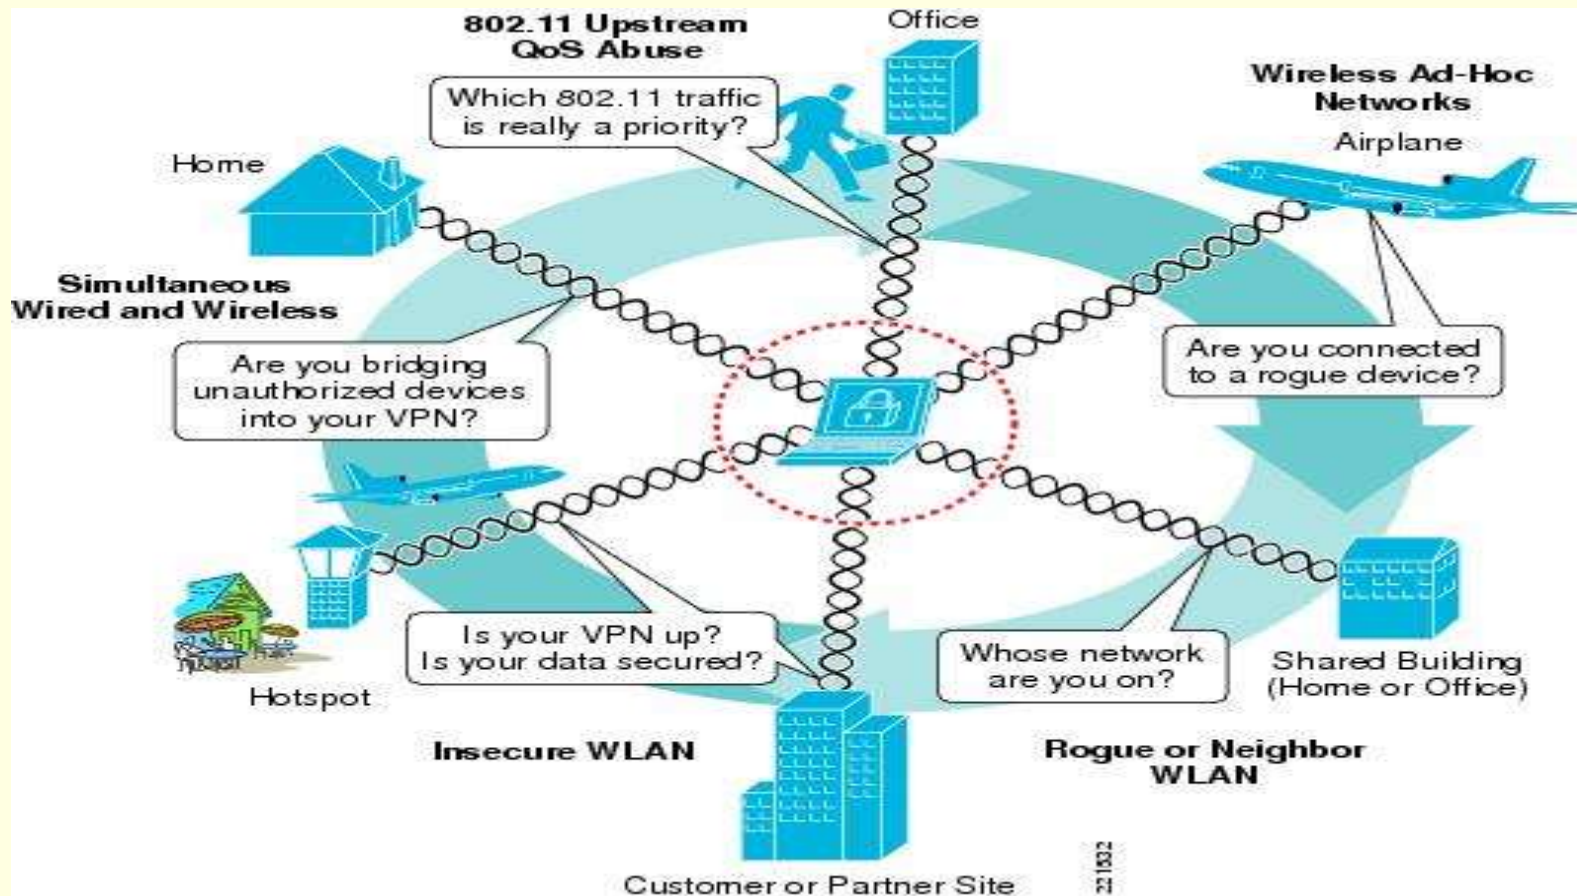 802.11 Upstream
QoS Abuse
Office
Which 802.11 traffic
is really a priority?
Wireless Ad-Hoc
Networks
Airplane
Home
Simultaneous
Wired and Wireless
Are you bridging
unauthorized devices
into your VPN?
Are you connected
to a rogue device?
Is your VPN up?
Is your data secured?
Whose network
are you on?
Shared Building
(Home or Office)
Hotspot
Insecure WLAN
Rogue or Neighbor
WLAN
Customer or Partner Site
221532